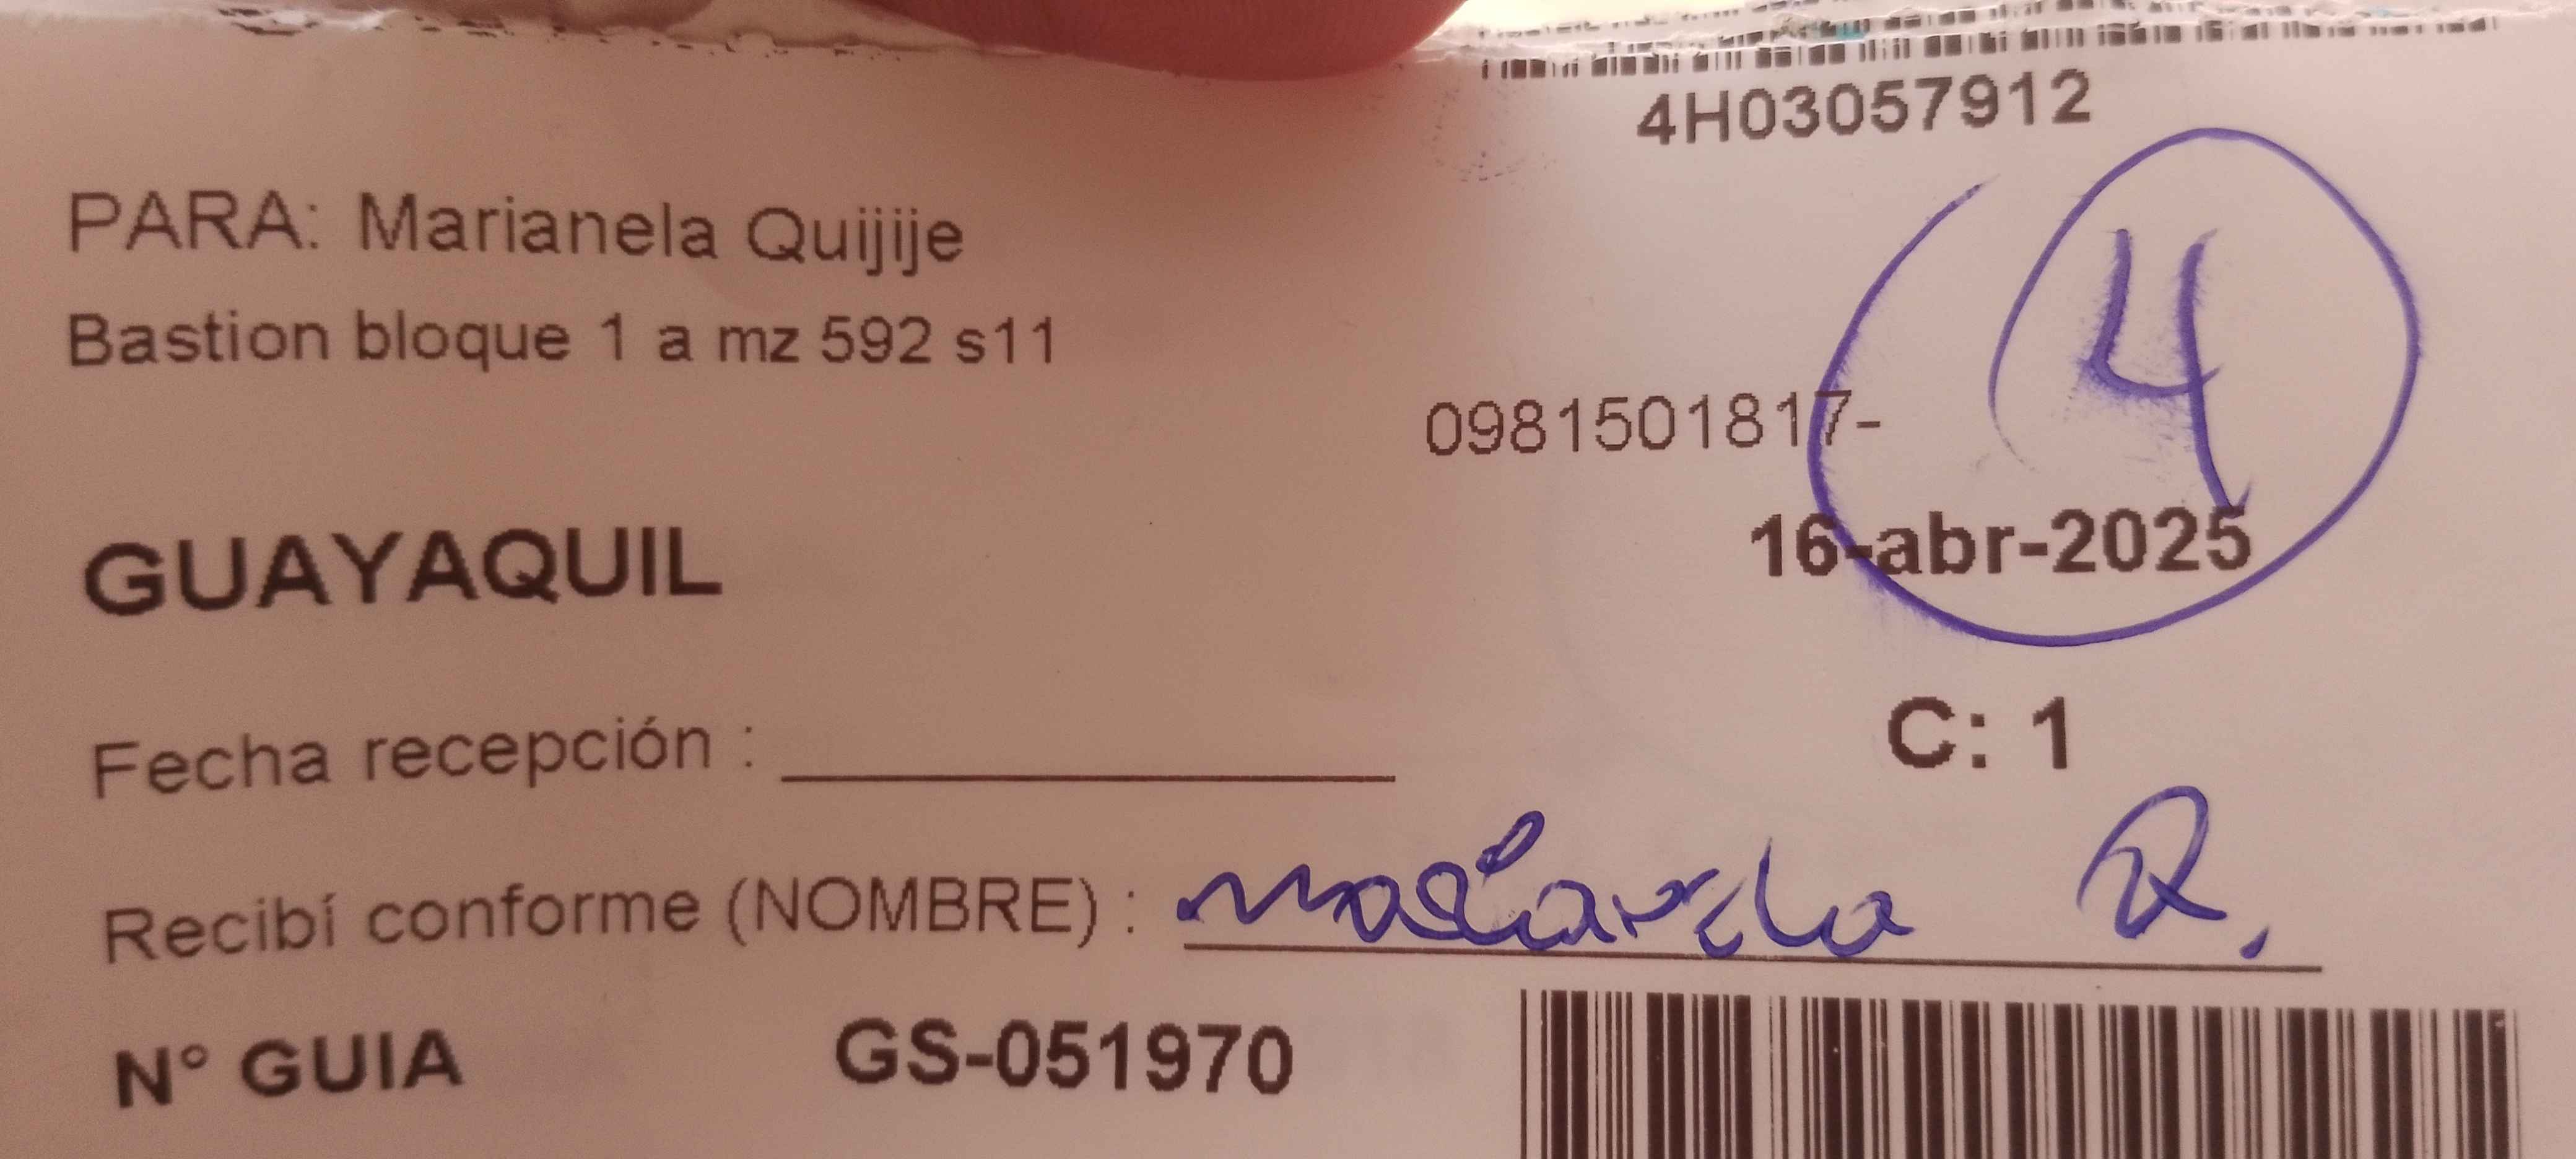 4H03057912
PARA: Marianela Quijije
Bastion bloque 1 a mz 592 s11
4
0981501817-
GUAYAQUIL
16-abr-2025
C: 1
Fecha recepción :
Recibí conforme (NOMBRE) : Marianela Q.
N° GUIA GS-051970